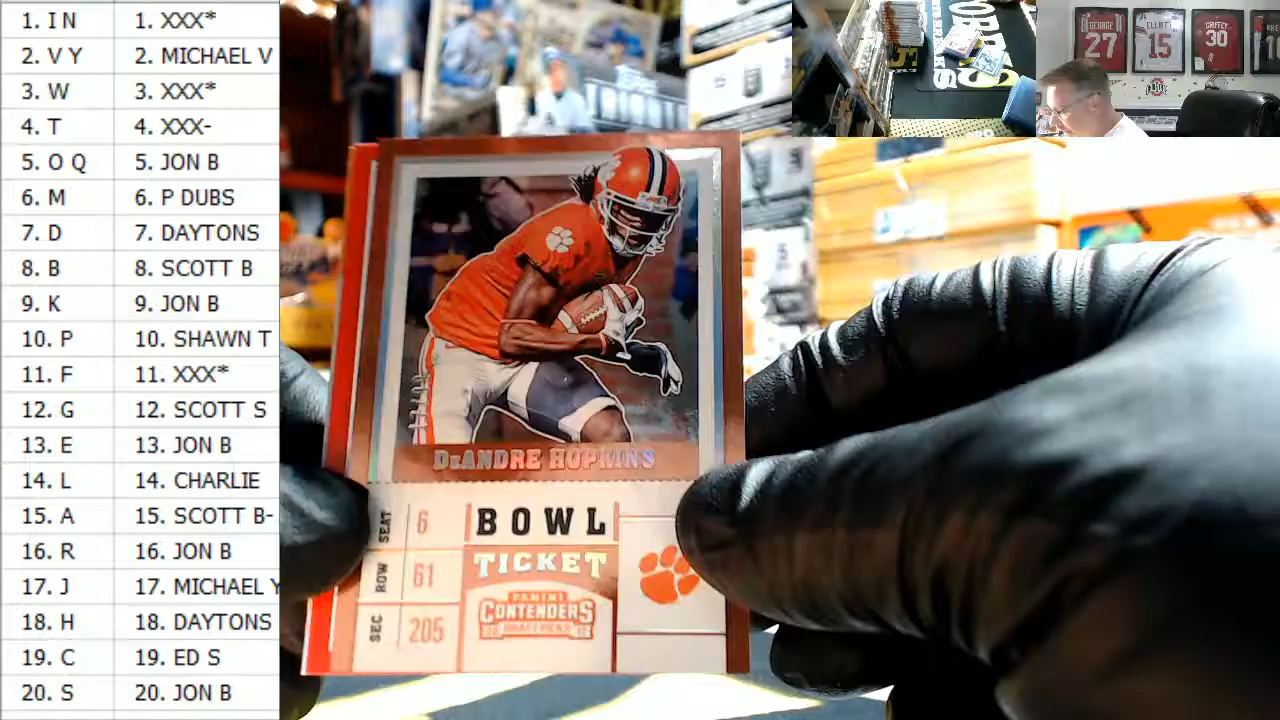 1. I N 1. XXX*
2. V Y 2. MICHAEL V
3. W 3. XXX*
4. T 4. XXX-
5. O Q 5. JON B
6. M 6. P DUBS
7. D 7. DAYTONS
8. B 8. SCOTT B
9. K 9. JON B
10. P 10. SHAWN T
11. F 11. XXX*
12. G 12. SCOTT S
13. E 13. JON B
14. L 14. CHARLIE
15. A 15. SCOTT B-
16. R 16. JON B
17. J 17. MICHAEL Y
18. H 18. DAYTONS
19. C 19. ED S
20. S 20. JON B
GEORGE
27
ELLIOTT
15
GRIFFEY
30
DEANDRE HOPKINS
SEAT 6
ROW 61
SEC 205
BOWL
TICKET
PANINI
CONTENDERS
DRAFT PICKS